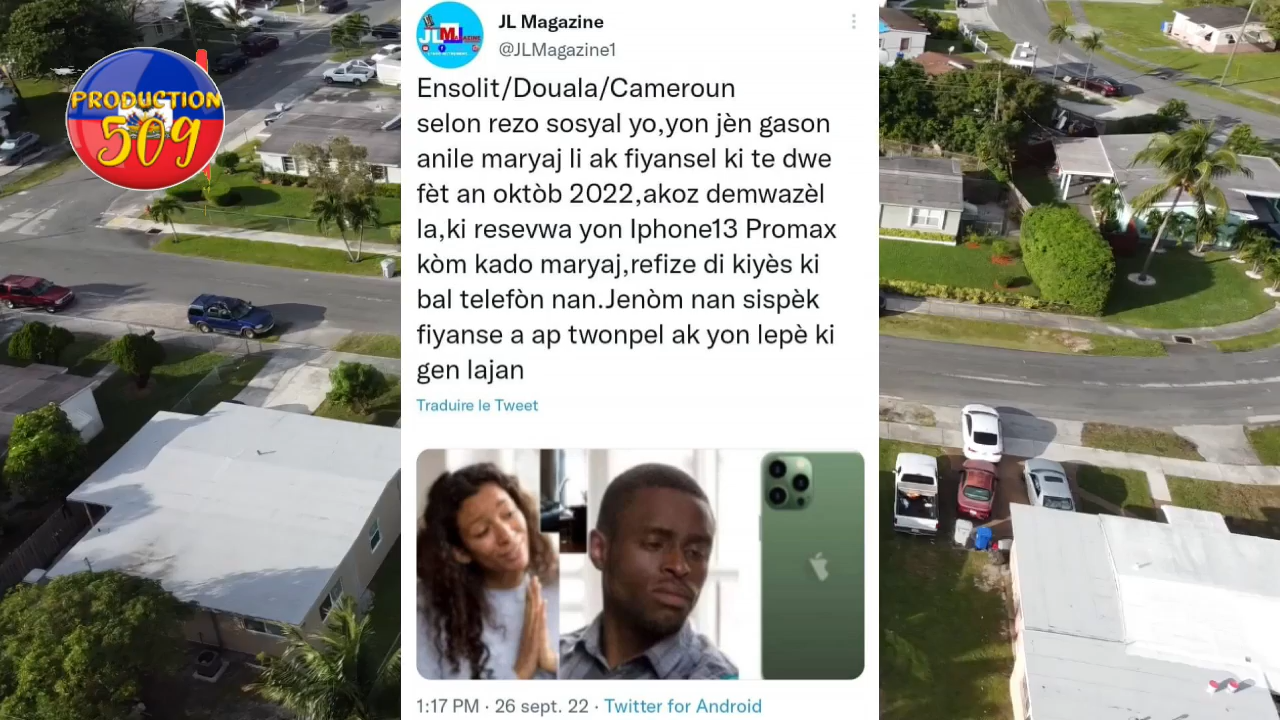 PRODUCTION
509
JL Magazine
@JLMagazine1
Ensolit/Douala/Cameroun
selon rezo sosyal yo,yon jèn gason
anile maryaj li ak fiyansel ki te dwe
fèt an oktòb 2022,akoz demwazèl
la,ki resevwa yon Iphone13 Promax
kòm kado maryaj,refize di kiyès ki
bal telefòn nan.Jenòm nan sispèk
fiyanse a ap twonpel ak yon lepè ki
gen lajan
Traduire le Tweet
1:17 PM · 26 sept. 22 · Twitter for Android